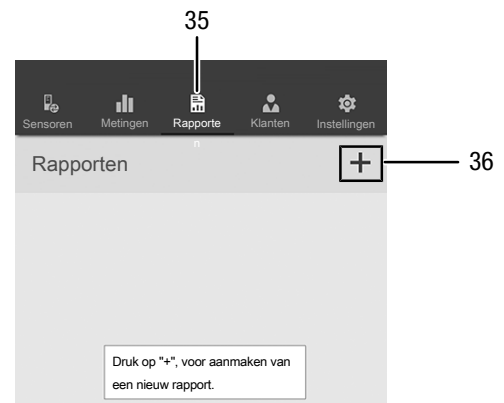 35
Sensoren Metingen Rapporte Klanten Instellingen
n
Rapporten +
36
Druk op "+", voor aanmaken van
een nieuw rapport.